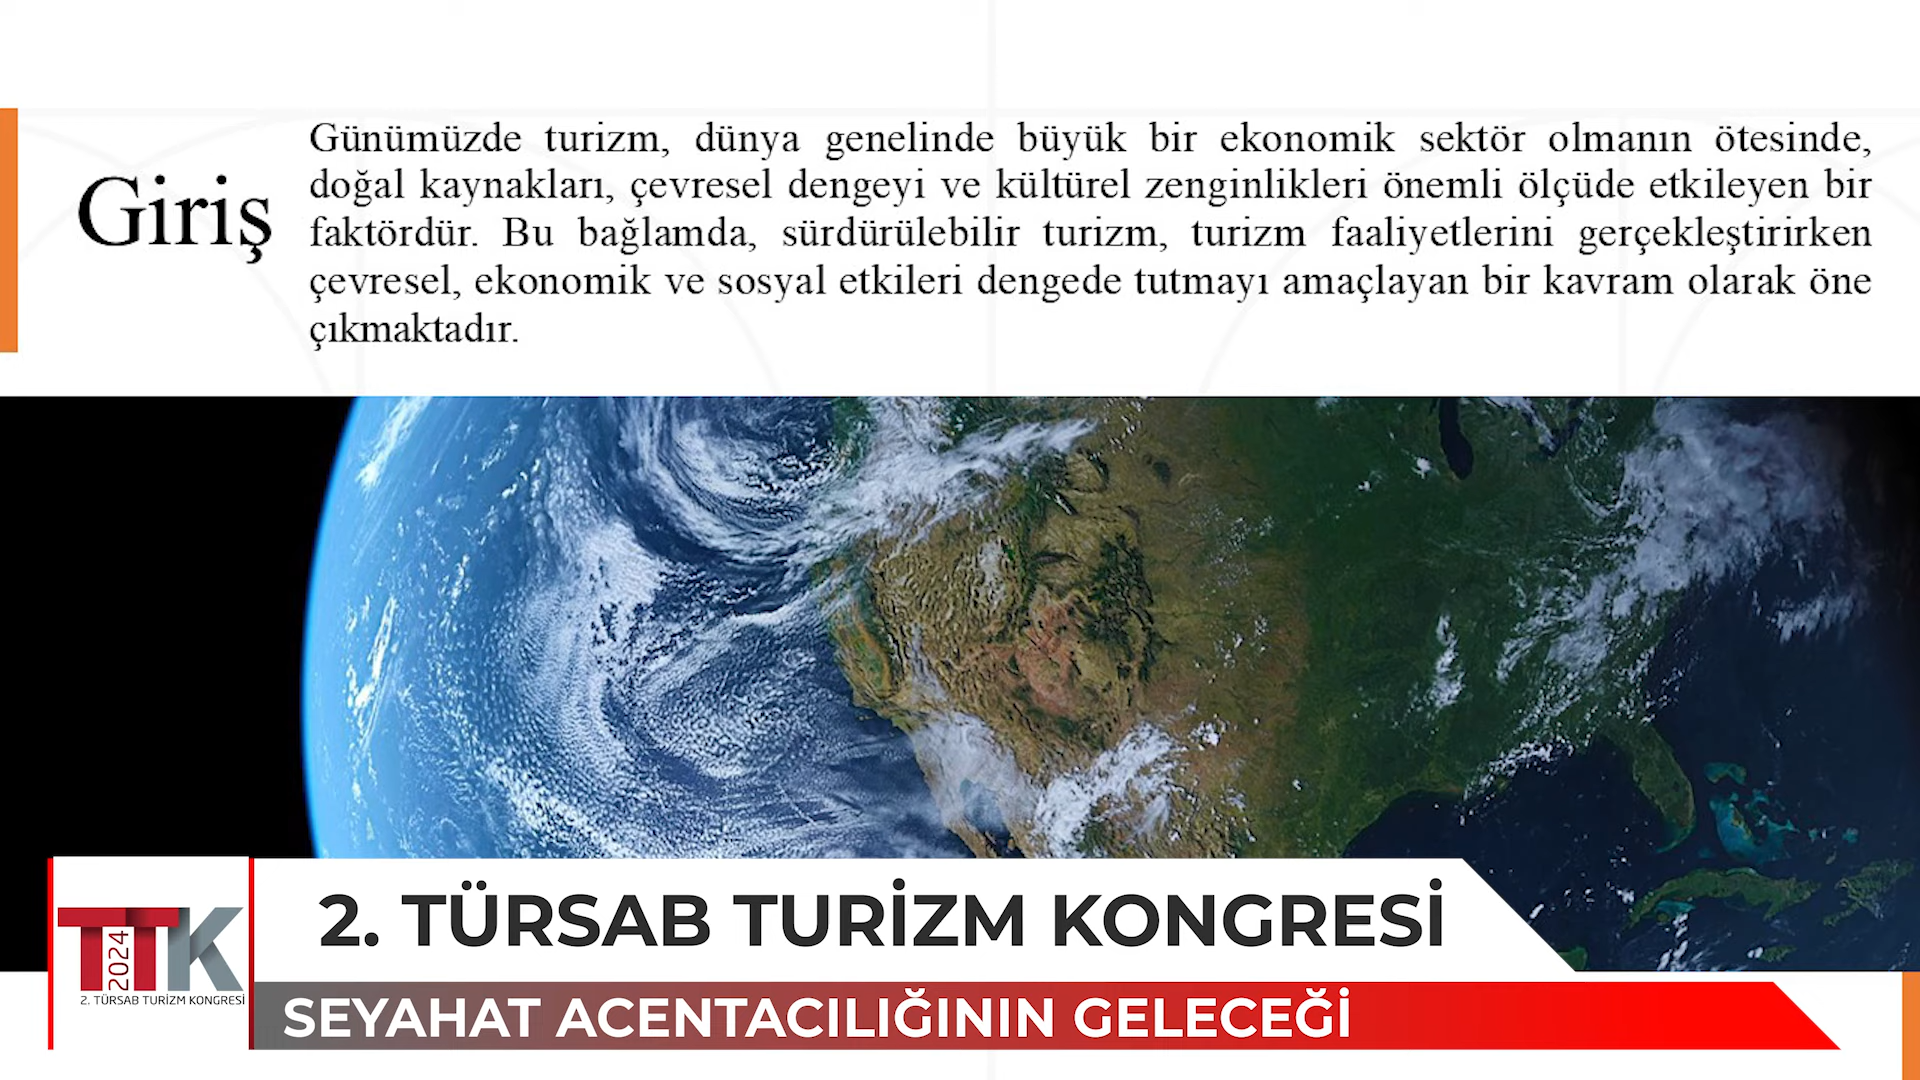 Giriş
Günümüzde turizm, dünya genelinde büyük bir ekonomik sektör olmanın ötesinde,
doğal kaynakları, çevresel dengeyi ve kültürel zenginlikleri önemli ölçüde etkileyen bir
faktördür. Bu bağlamda, sürdürülebilir turizm, turizm faaliyetlerini gerçekleştirirken
çevresel, ekonomik ve sosyal etkileri dengede tutmayı amaçlayan bir kavram olarak öne
çıkmaktadır.
TTK
2024
2. TÜRSAB TURİZM KONGRESİ
2. TÜRSAB TURİZM KONGRESİ
SEYAHAT ACENTACILIĞININ GELECEĞİ